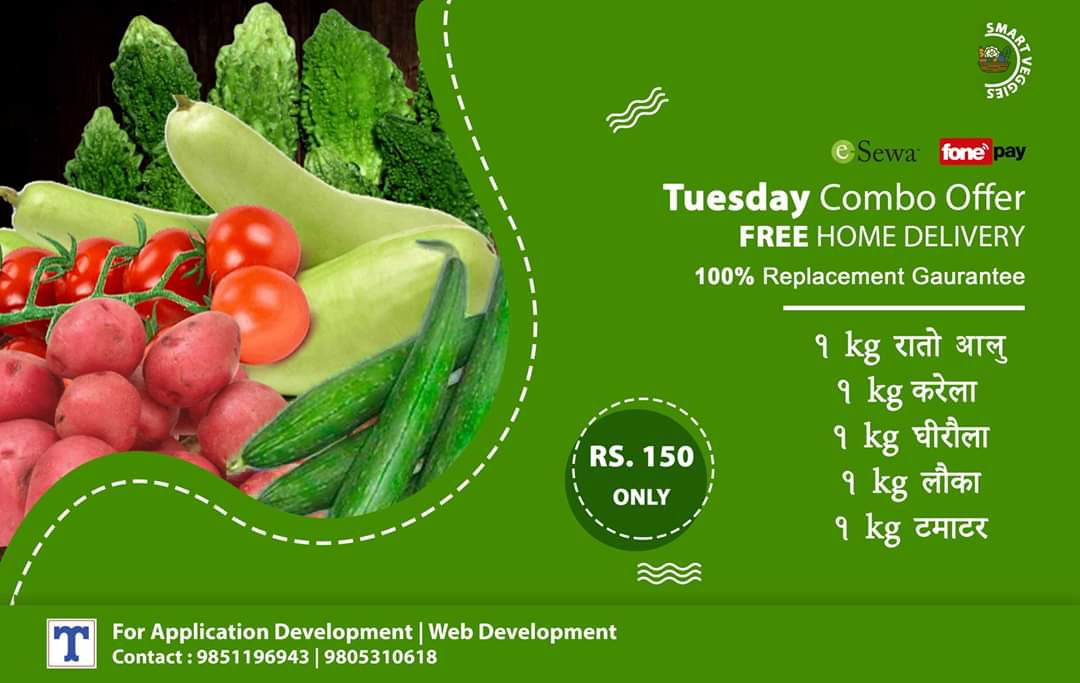 SMART VEGGIES
eSewa
fonepay
Tuesday Combo Offer
FREE HOME DELIVERY
100% Replacement Gaurantee
१ kg रातो आलु
१ kg करेला
१ kg घीरौला
१ kg लौका
१ kg टमाटर
RS. 150
ONLY
T
For Application Development | Web Development
Contact : 9851196943 | 9805310618